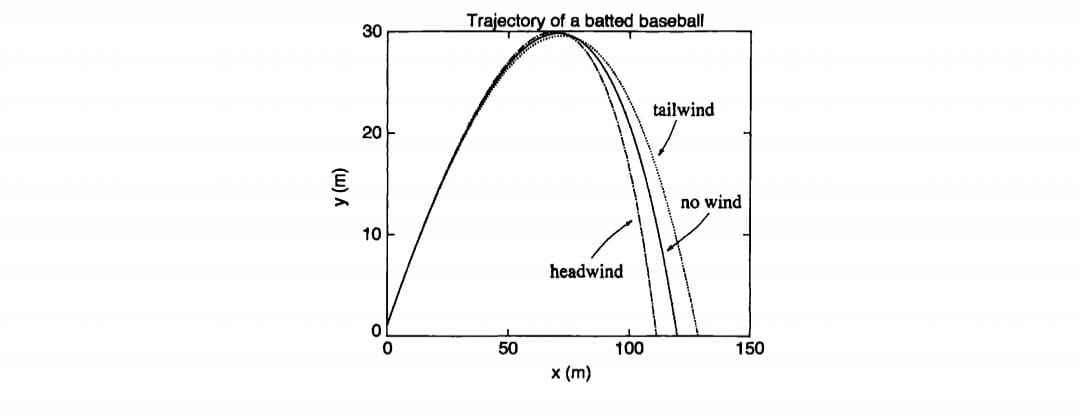 Trajectory of a batted baseball
30
20
10
0
y (m)
tailwind
no wind
headwind
0 50 100 150
x (m)